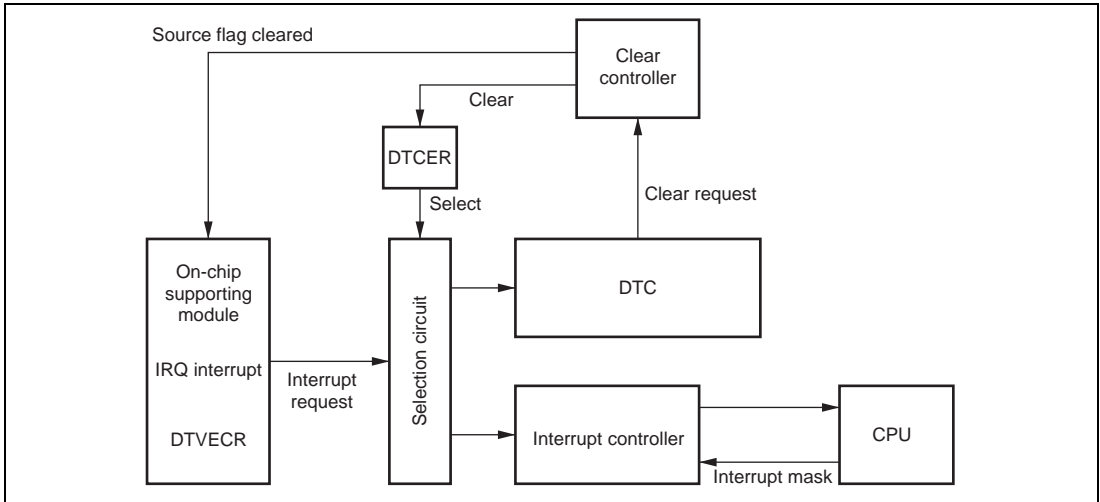 Source flag cleared
Clear
controller
Clear
DTCER
Clear request
Select
On-chip
supporting
module
IRQ interrupt
DTVECR
Interrupt
request
Selection circuit
DTC
Interrupt controller
CPU
Interrupt mask